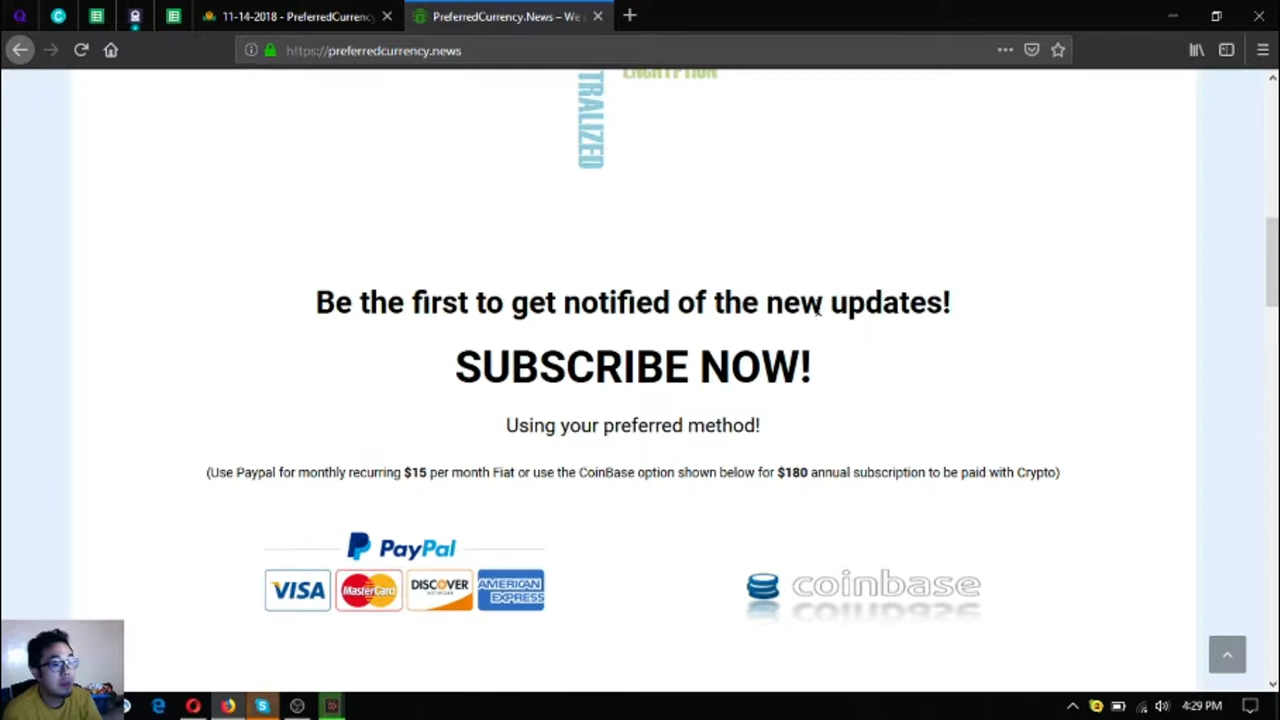 11-14-2018 - PreferredCurrency
PreferredCurrency.News – We
https://preferredcurrency.news
TRALIZED
ENCRYPTION
Be the first to get notified of the new updates!
SUBSCRIBE NOW!
Using your preferred method!
(Use Paypal for monthly recurring $15 per month Fiat or use the CoinBase option shown below for $180 annual subscription to be paid with Crypto)
PayPal
VISA MasterCard DISCOVER AMERICAN EXPRESS
coinbase
4:29 PM